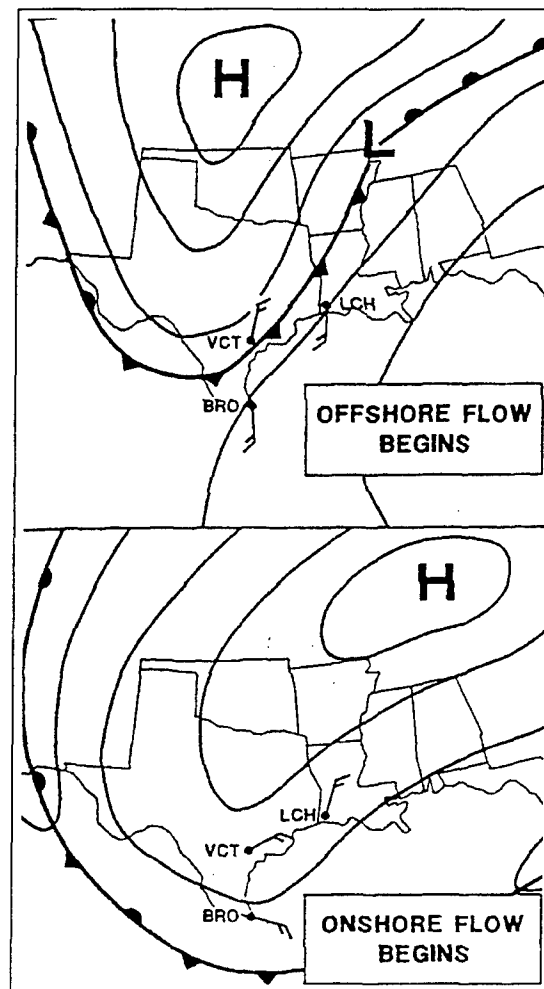 H
L
LCH
VCT
BRO
OFFSHORE FLOW
BEGINS
H
LCH
VCT
BRO
ONSHORE FLOW
BEGINS